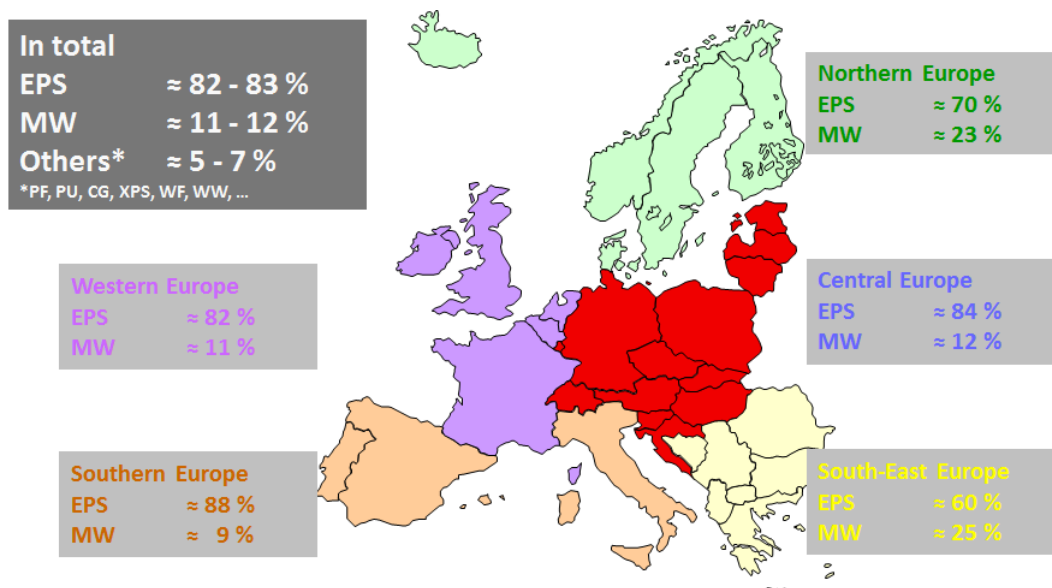 In total
EPS ≈ 82 - 83 %
MW ≈ 11 - 12 %
Others* ≈ 5 - 7 %
*PF, PU, CG, XPS, WF, WW, ...
Northern Europe
EPS ≈ 70 %
MW ≈ 23 %
Western Europe
EPS ≈ 82 %
MW ≈ 11 %
Central Europe
EPS ≈ 84 %
MW ≈ 12 %
Southern Europe
EPS ≈ 88 %
MW ≈ 9 %
South-East Europe
EPS ≈ 60 %
MW ≈ 25 %